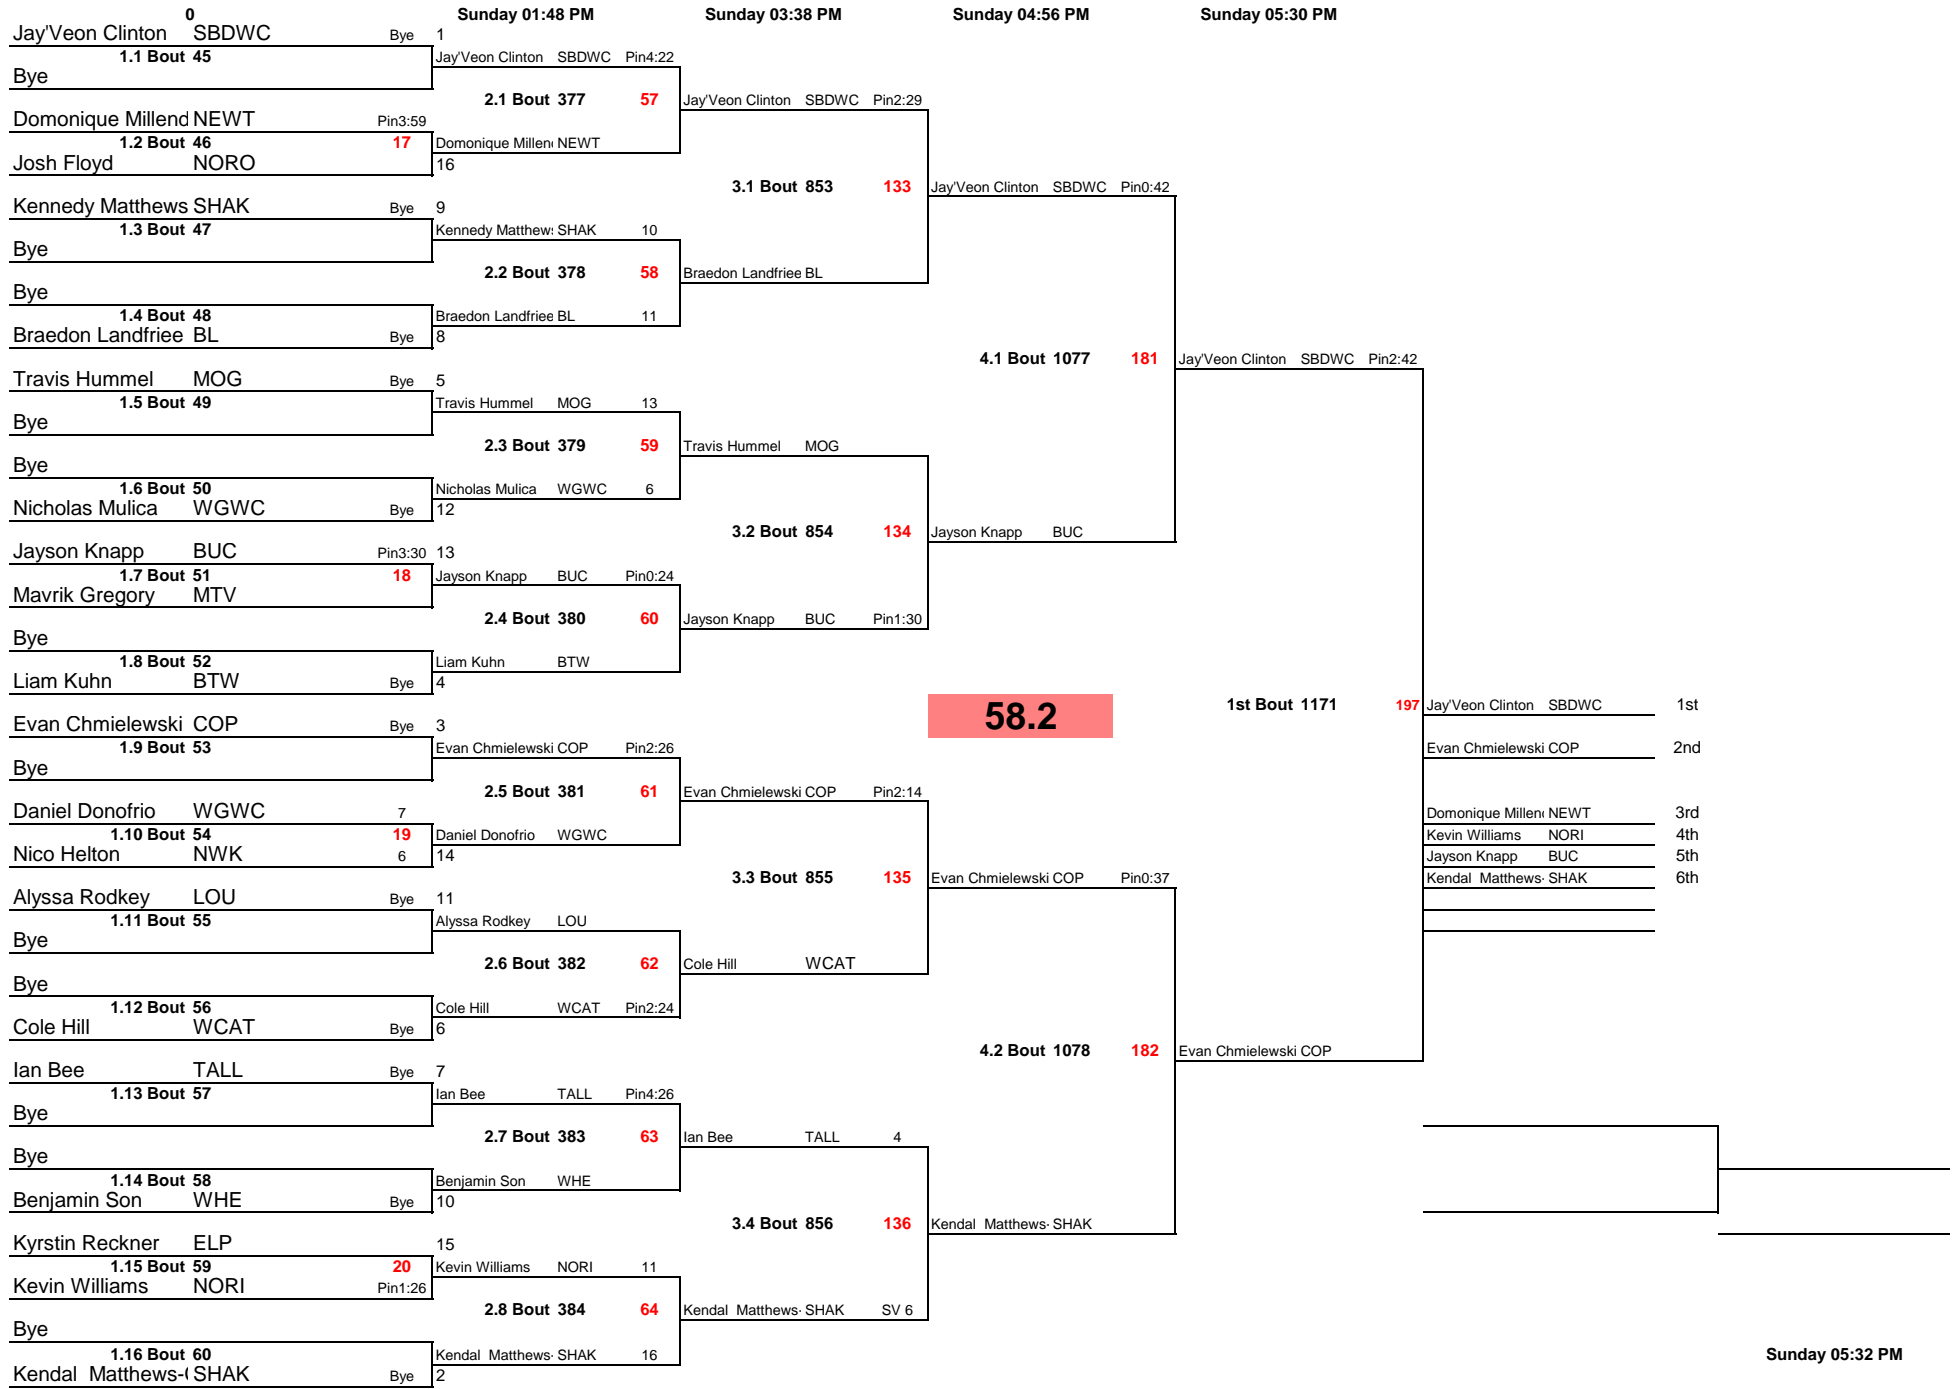 0 Sunday 01:48 PM Sunday 03:38 PM Sunday 04:56 PM Sunday 05:30 PM
Jay'Veon Clinton SBDWC Bye 1
1.1 Bout 45 Jay'Veon Clinton SBDWC Pin4:22
Bye
2.1 Bout 377 57 Jay'Veon Clinton SBDWC Pin2:29
Domonique Millend NEWT Pin3:59
1.2 Bout 46 17 Domonique Millen NEWT
Josh Floyd NORO 16
3.1 Bout 853 133 Jay'Veon Clinton SBDWC Pin0:42
Kennedy Matthews SHAK Bye 9
1.3 Bout 47 Kennedy Matthew SHAK 10
Bye
2.2 Bout 378 58 Braedon Landfriee BL
Bye
1.4 Bout 48 Braedon Landfriee BL 11
Braedon Landfriee BL Bye 8
4.1 Bout 1077 181 Jay'Veon Clinton SBDWC Pin2:42
Travis Hummel MOG Bye 5
1.5 Bout 49 Travis Hummel MOG 13
Bye
2.3 Bout 379 59 Travis Hummel MOG
Bye
1.6 Bout 50 Nicholas Mulica WGWC 6
Nicholas Mulica WGWC Bye 12
3.2 Bout 854 134 Jayson Knapp BUC
Jayson Knapp BUC Pin3:30 13
1.7 Bout 51 18 Jayson Knapp BUC Pin0:24
Mavrik Gregory MTV
2.4 Bout 380 60 Jayson Knapp BUC Pin1:30
Bye
1.8 Bout 52 Liam Kuhn BTW
Liam Kuhn BTW Bye 4
58.2 1st Bout 1171 197 Jay'Veon Clinton SBDWC 1st
Evan Chmielewski COP Bye 3
1.9 Bout 53 Evan Chmielewski COP Pin2:26 Evan Chmielewski COP 2nd
Bye
2.5 Bout 381 61 Evan Chmielewski COP Pin2:14
Daniel Donofrio WGWC 7 Domonique Millen NEWT 3rd
1.10 Bout 54 19 Daniel Donofrio WGWC Kevin Williams NORI 4th
Nico Helton NWK 6 14 Jayson Knapp BUC 5th
3.3 Bout 855 135 Evan Chmielewski COP Pin0:37 Kendal Matthews- SHAK 6th
Alyssa Rodkey LOU Bye 11
1.11 Bout 55 Alyssa Rodkey LOU
Bye
2.6 Bout 382 62 Cole Hill WCAT
Bye
1.12 Bout 56 Cole Hill WCAT Pin2:24
Cole Hill WCAT Bye 6
4.2 Bout 1078 182 Evan Chmielewski COP
Ian Bee TALL Bye 7
1.13 Bout 57 Ian Bee TALL Pin4:26
Bye
2.7 Bout 383 63 Ian Bee TALL 4
Bye
1.14 Bout 58 Benjamin Son WHE
Benjamin Son WHE Bye 10
3.4 Bout 856 136 Kendal Matthews- SHAK
Kyrstin Reckner ELP 15
1.15 Bout 59 20 Kevin Williams NORI 11
Kevin Williams NORI Pin1:26
2.8 Bout 384 64 Kendal Matthews- SHAK SV 6
Bye
1.16 Bout 60 Kendal Matthews- SHAK 16 Sunday 05:32 PM
Kendal Matthews-( SHAK Bye 2